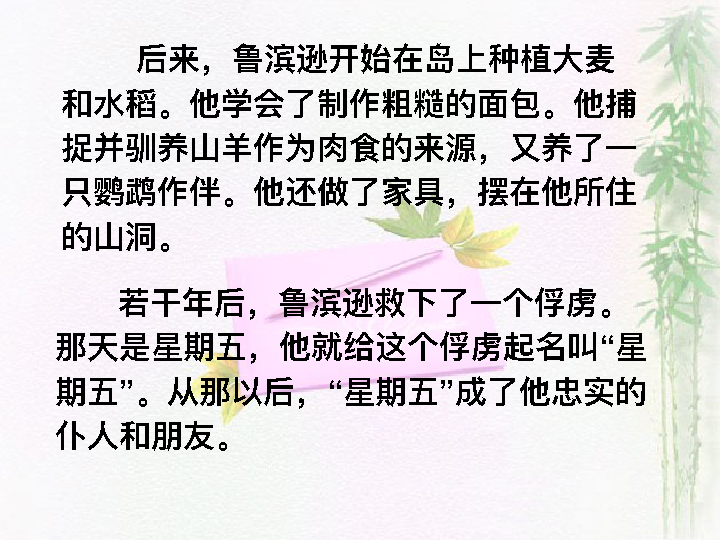 后来，鲁滨逊开始在岛上种植大麦
和水稻。他学会了制作粗糙的面包。他捕
捉并驯养山羊作为肉食的来源，又养了一
只鹦鹉作伴。他还做了家具，摆在他所住
的山洞。
若干年后，鲁滨逊救下了一个俘虏。
那天是星期五，他就给这个俘虏起名叫“星
期五”。从那以后，“星期五”成了他忠实的
仆人和朋友。